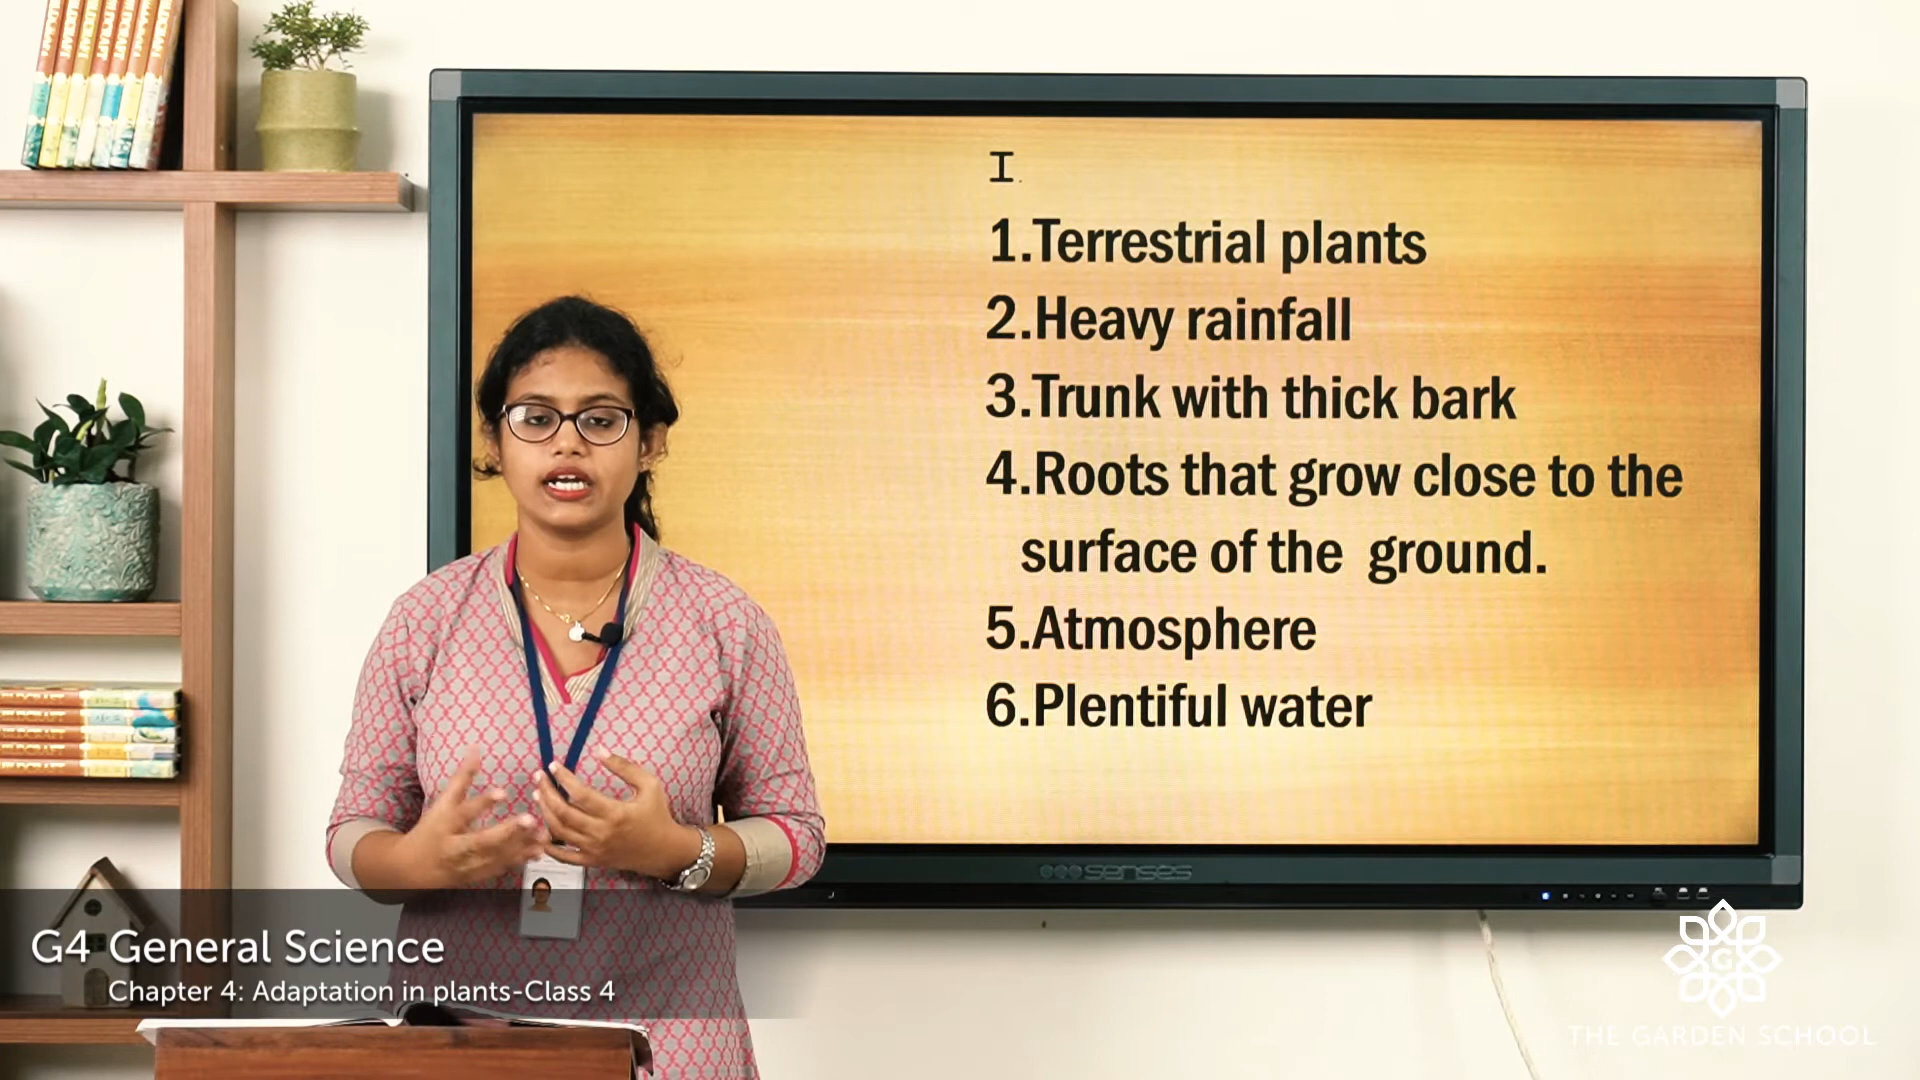 I.
1.Terrestrial plants
2.Heavy rainfall
3.Trunk with thick bark
4.Roots that grow close to the
surface of the ground.
5.Atmosphere
6.Plentiful water
senses
G4 General Science
Chapter 4: Adaptation in plants-Class 4
G
THE GARDEN SCHOOL